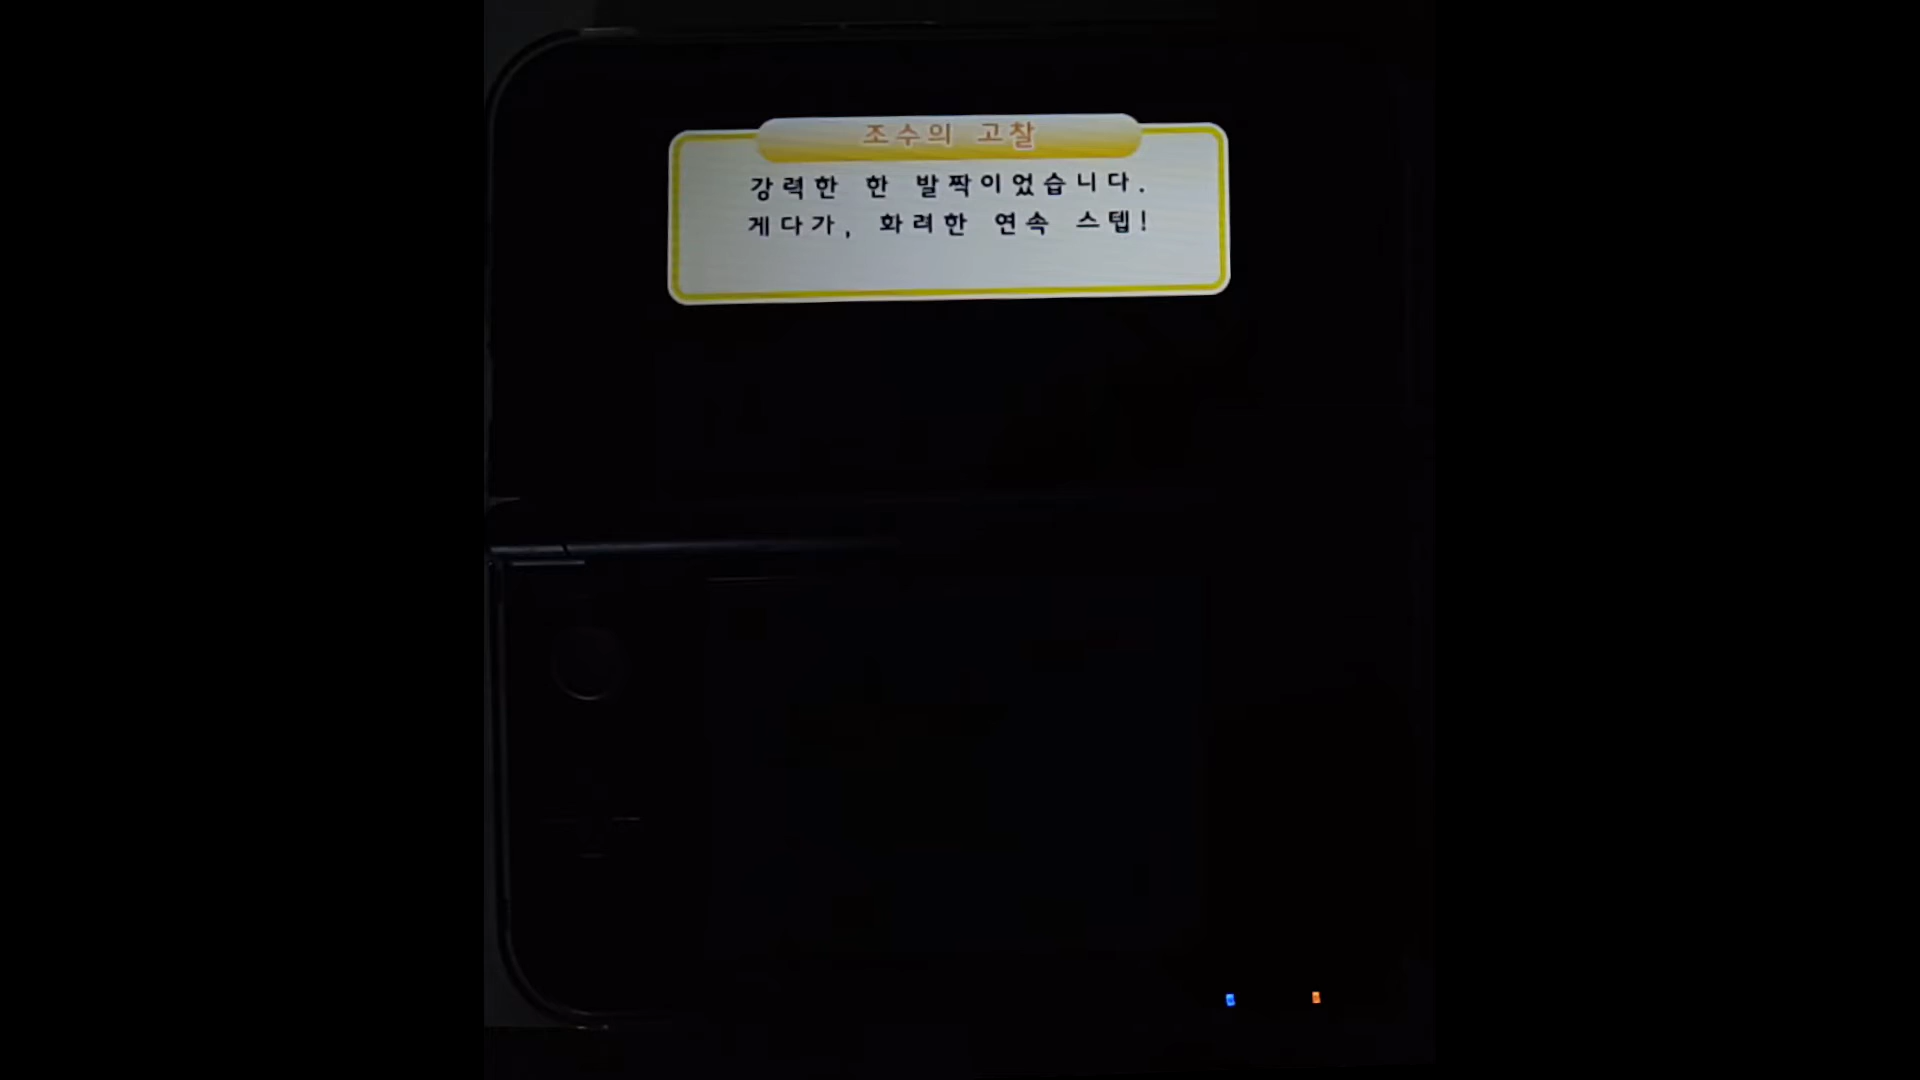 조수의 고찰
강력한 한 발짝이었습니다.
게다가, 화려한 연속 스텝!